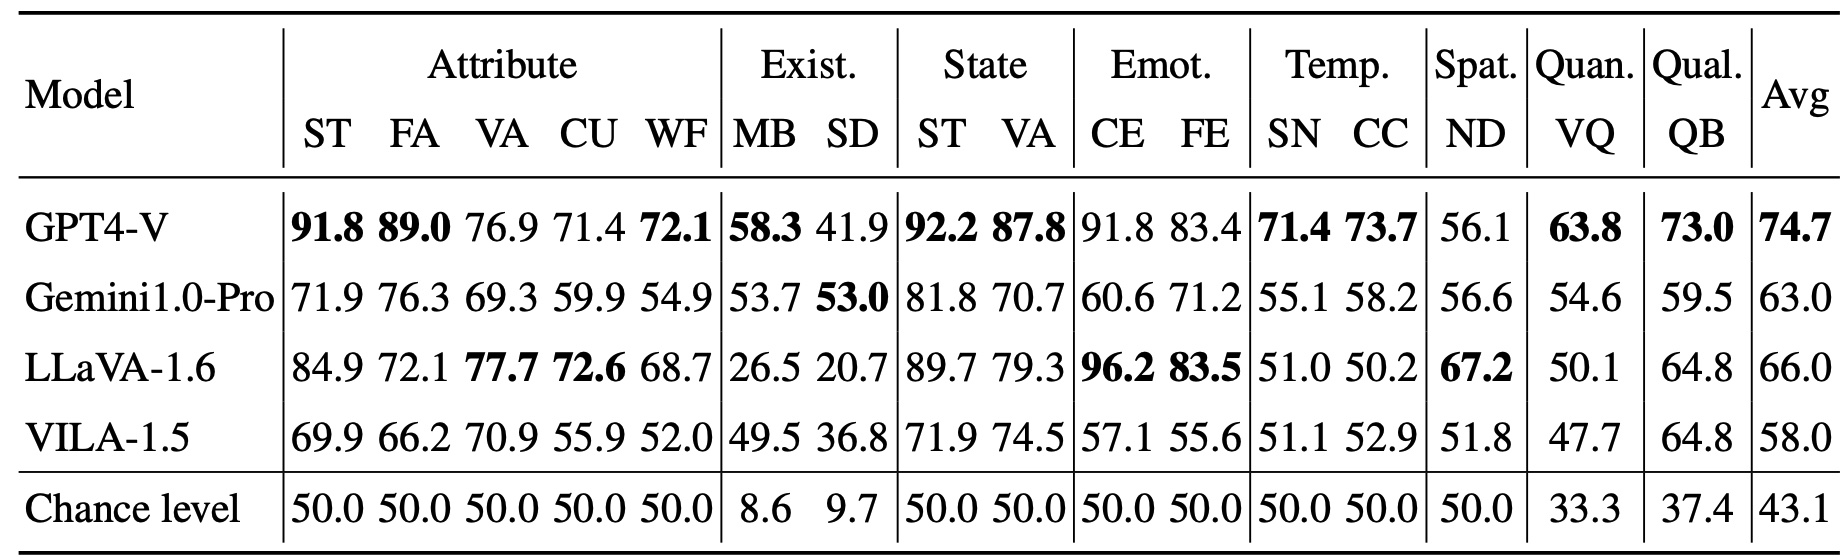 Model Attribute Exist. State Emot. Temp. Spat. Quan. Qual. Avg
ST FA VA CU WF MB SD ST VA CE FE SN CC ND VQ QB
GPT4-V 91.8 89.0 76.9 71.4 72.1 58.3 41.9 92.2 87.8 91.8 83.4 71.4 73.7 56.1 63.8 73.0 74.7
Gemini1.0-Pro 71.9 76.3 69.3 59.9 54.9 53.7 53.0 81.8 70.7 60.6 71.2 55.1 58.2 56.6 54.6 59.5 63.0
LLaVA-1.6 84.9 72.1 77.7 72.6 68.7 26.5 20.7 89.7 79.3 96.2 83.5 51.0 50.2 67.2 50.1 64.8 66.0
VILA-1.5 69.9 66.2 70.9 55.9 52.0 49.5 36.8 71.9 74.5 57.1 55.6 51.1 52.9 51.8 47.7 64.8 58.0
Chance level 50.0 50.0 50.0 50.0 50.0 8.6 9.7 50.0 50.0 50.0 50.0 50.0 50.0 50.0 33.3 37.4 43.1